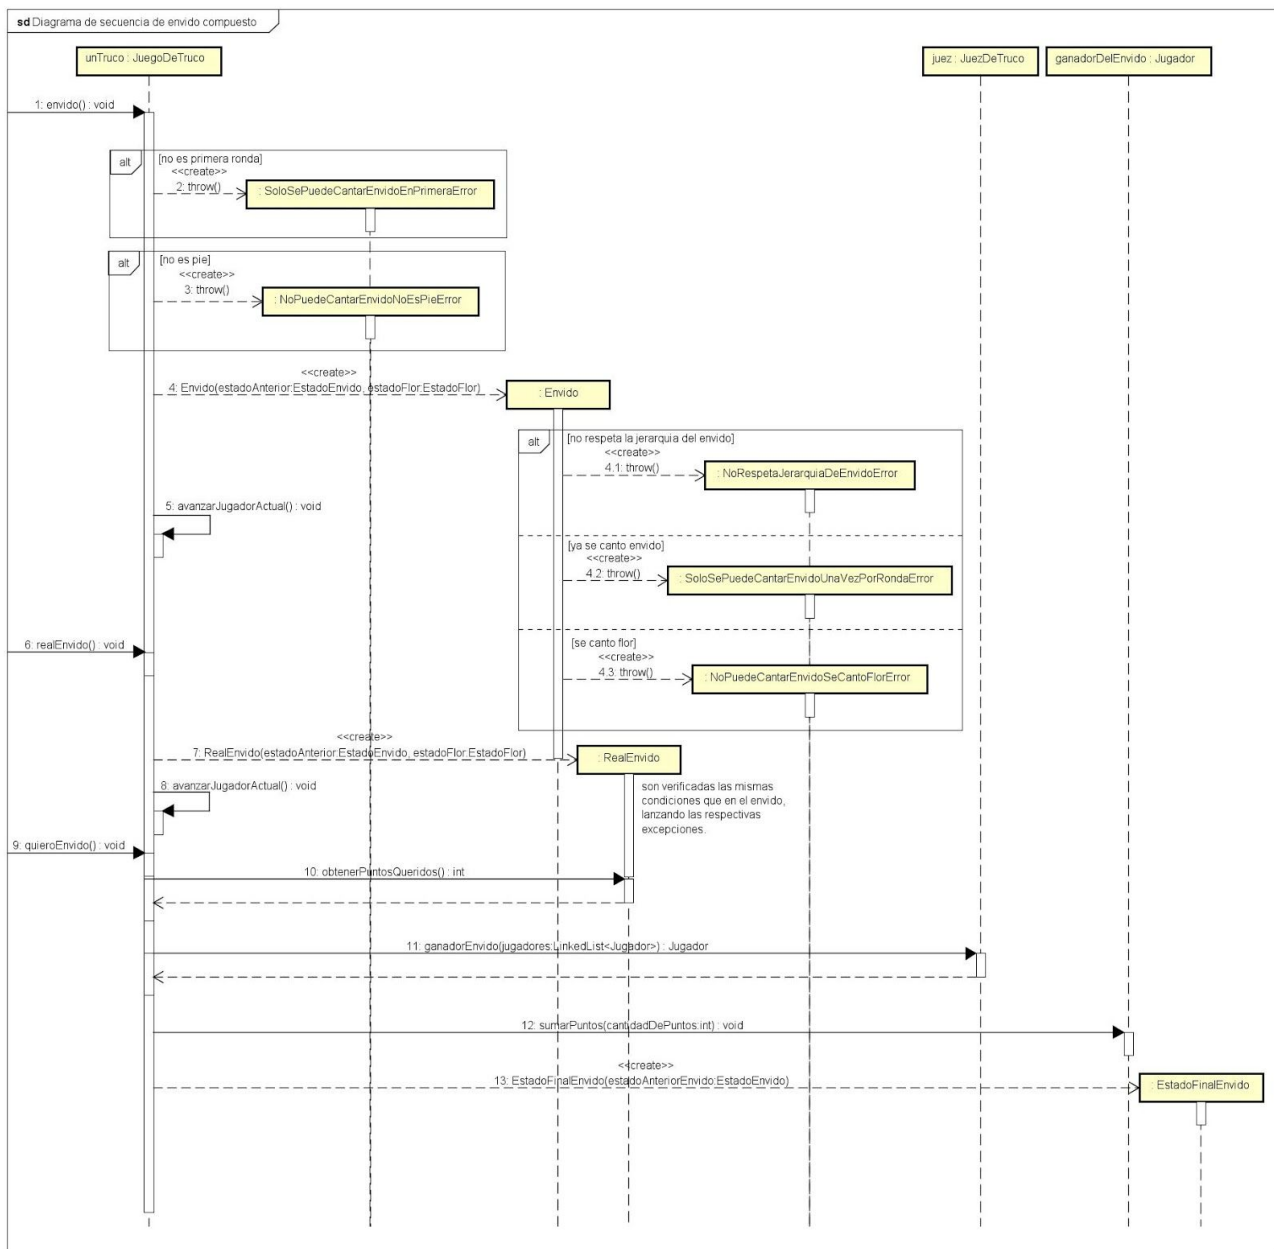 sd Diagrama de secuencia de envido compuesto
unTruco : JuegoDeTruco
juez : JuezDeTruco
ganadorDelEnvido : Jugador
1: envido() : void
alt
[no es primera ronda]
<<create>>
2: throw()
: SoloSePuedeCantarEnvidoEnPrimeraError
alt
[no es pie]
<<create>>
3: throw()
: NoPuedeCantarEnvidoNoEsPieError
<<create>>
4: Envido(estadoAnterior:EstadoEnvido, estadoFlor:EstadoFlor)
: Envido
alt
[no respeta la jerarquia del envido]
<<create>>
4.1: throw()
: NoRespetaJerarquiaDeEnvidoError
5: avanzarJugadorActual() : void
[ya se canto envido]
<<create>>
4.2: throw()
: SoloSePuedeCantarEnvidoUnaVezPorRondaError
6: realEnvido() : void
[se canto flor]
<<create>>
4.3: throw()
: NoPuedeCantarEnvidoSeCantoFlorError
<<create>>
7: RealEnvido(estadoAnterior:EstadoEnvido, estadoFlor:EstadoFlor)
: RealEnvido
8: avanzarJugadorActual() : void
son verificadas las mismas
condiciones que en el envido,
lanzando las respectivas
excepciones.
9: quieroEnvido() : void
10: obtenerPuntosQueridos() : int
11: ganadorEnvido(jugadores:LinkedList<Jugador>) : Jugador
12: sumarPuntos(cantidadDePuntos:int) : void
<<create>>
13: EstadoFinalEnvido(estadoAnteriorEnvido:EstadoEnvido)
: EstadoFinalEnvido